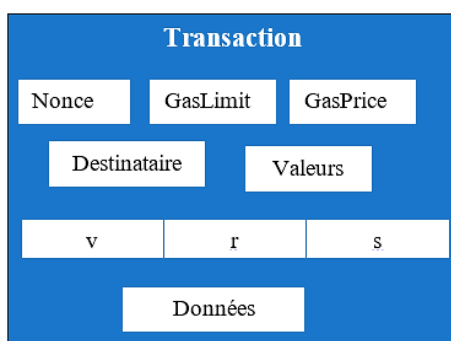 Transaction
Nonce GasLimit GasPrice
Destinataire Valeurs
v r s
Données